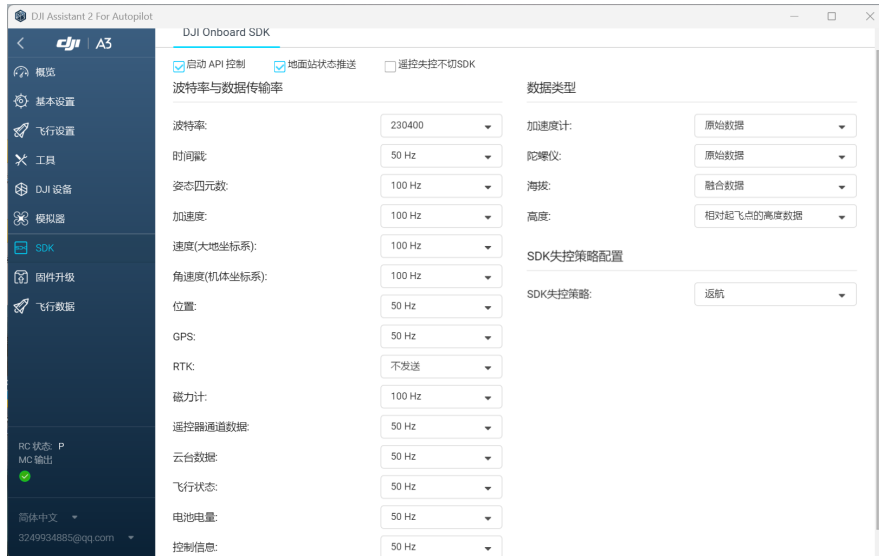 DJI Assistant 2 For Autopilot
dji A3
概览
基本设置
飞行设置
工具
DJI 设备
模拟器
SDK
固件升级
飞行数据
RC 状态: P
MC 输出
简体中文
3249934885@qq.com
DJI Onboard SDK
启动 API 控制 地面站状态推送 遥控失控不切SDK
波特率与数据传输率
波特率: 230400
时间戳: 50 Hz
姿态四元数: 100 Hz
加速度: 100 Hz
速度(大地坐标系): 100 Hz
角速度(机体坐标系): 100 Hz
位置: 50 Hz
GPS: 50 Hz
RTK: 不发送
磁力计: 100 Hz
遥控器通道数据: 50 Hz
云台数据: 50 Hz
飞行状态: 50 Hz
电池电量: 50 Hz
控制信息: 50 Hz
数据类型
加速度计: 原始数据
陀螺仪: 原始数据
海拔: 融合数据
高度: 相对起飞点的高度数据
SDK失控策略配置
SDK失控策略: 返航